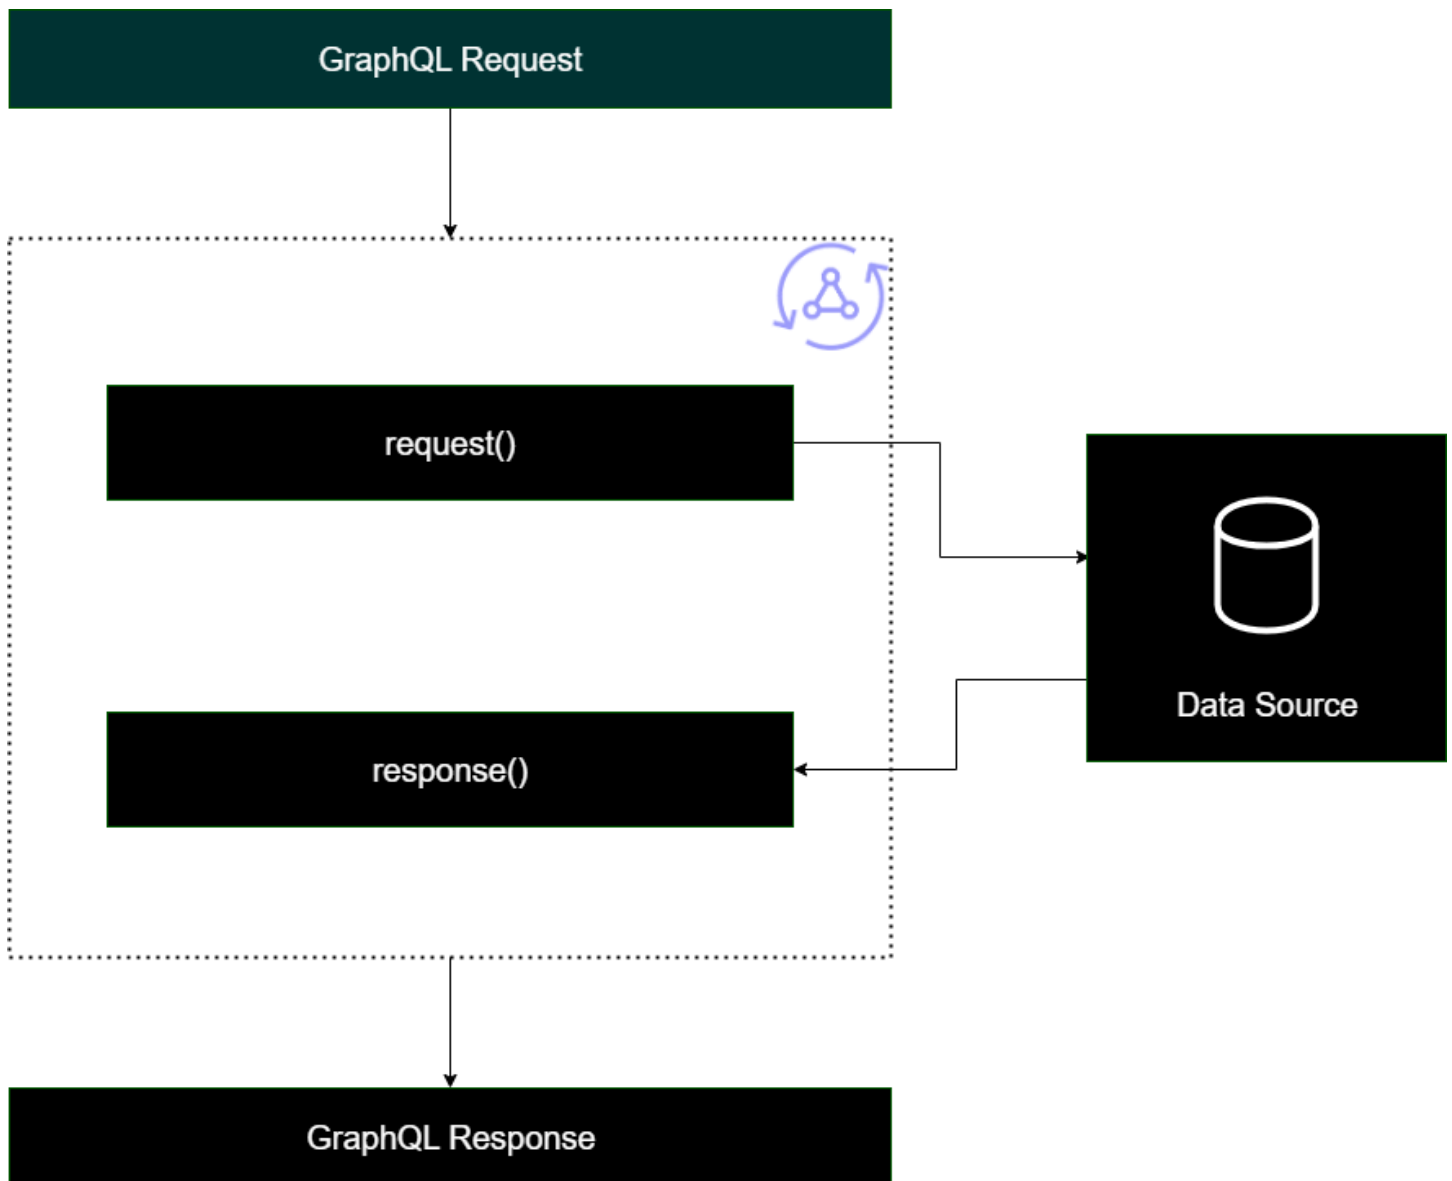 GraphQL Request
request()
Data Source
response()
GraphQL Response